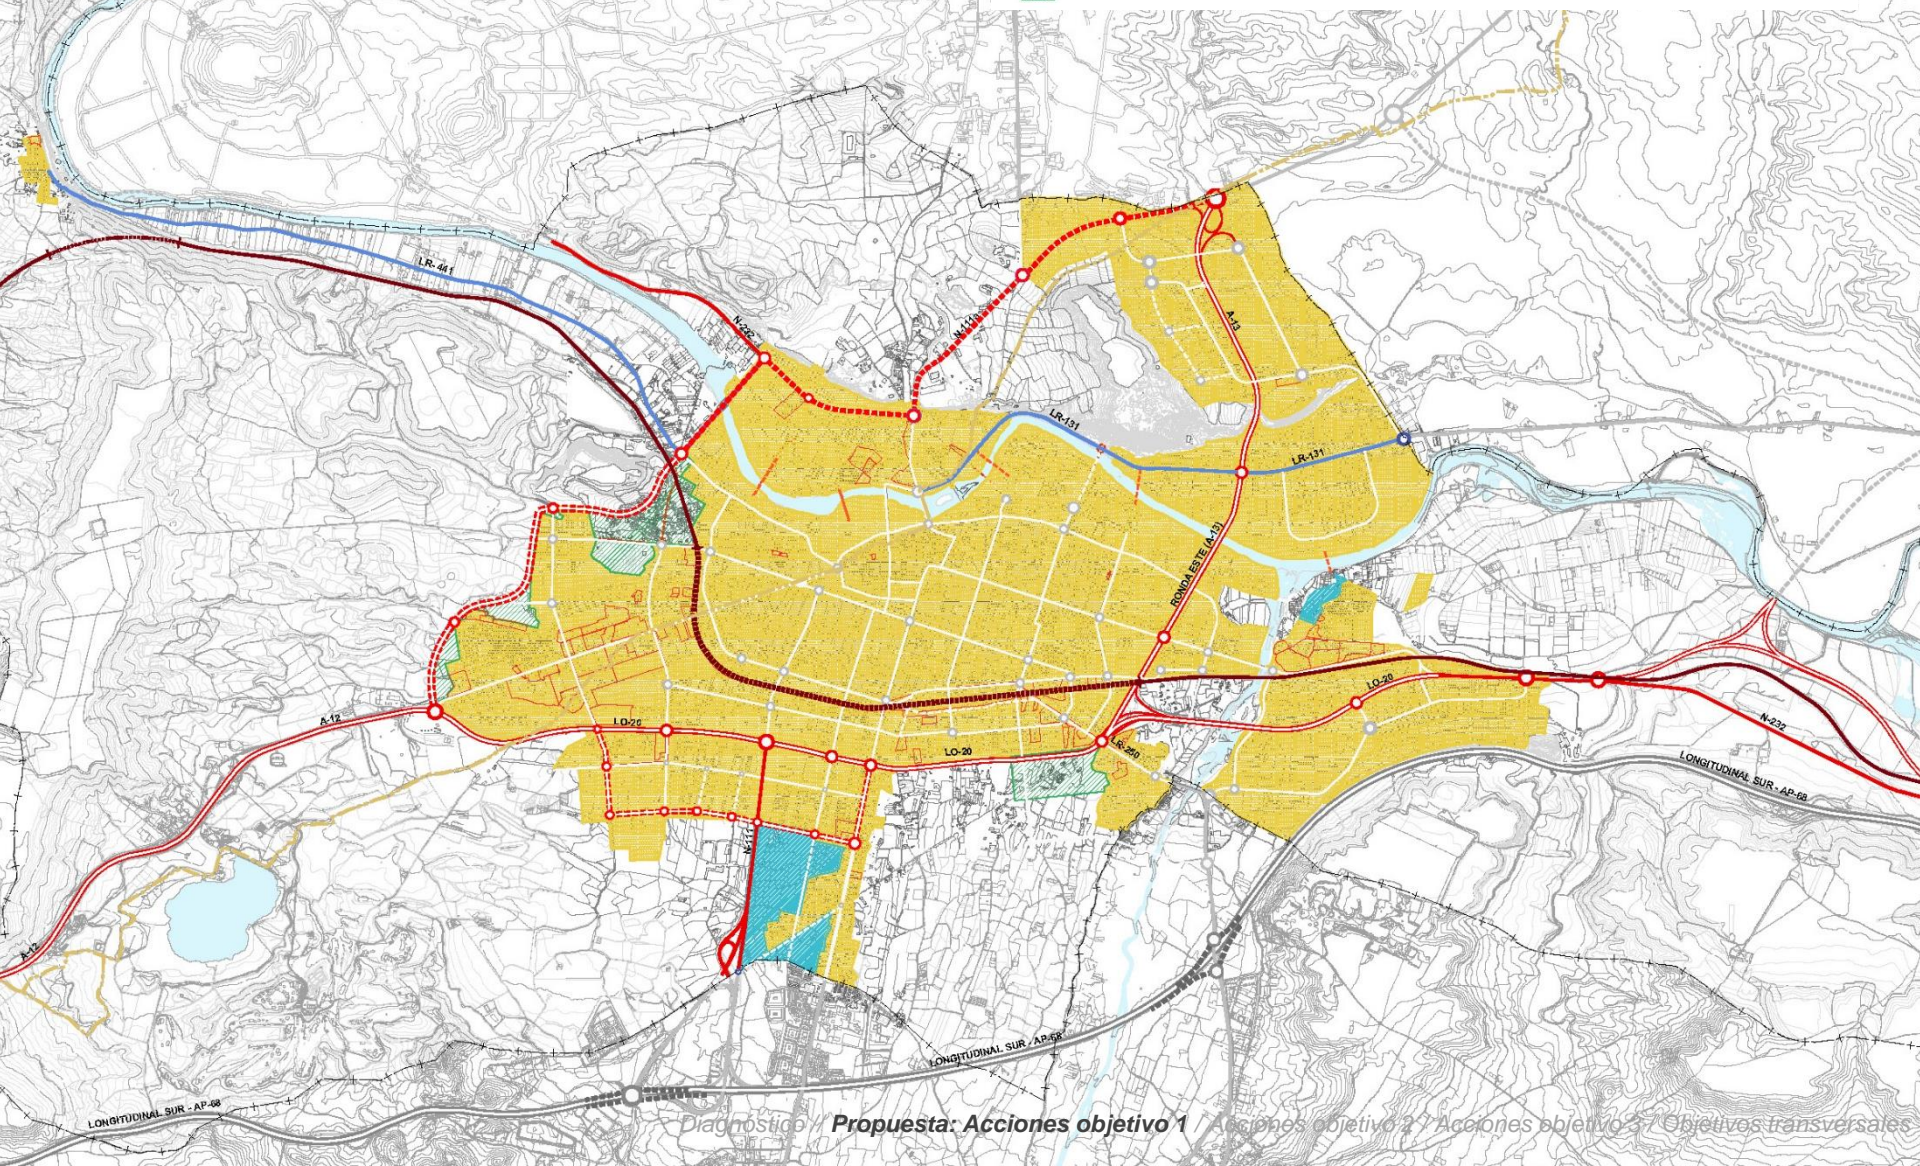 LR-441
N-232
N-111a
A-13
LR-131
LR-131
RONDA ESTE (A-13)
A-12
LO-20
LO-20
LO-20
LR-250
N-232
LONGITUDINAL SUR - AP-68
N-111
A-12
LONGITUDINAL SUR - AP-68
LONGITUDINAL SUR - AP-68
Diagnóstico / Propuesta: Acciones objetivo 1 / Acciones objetivo 2 / Acciones objetivo 3 / Objetivos transversales